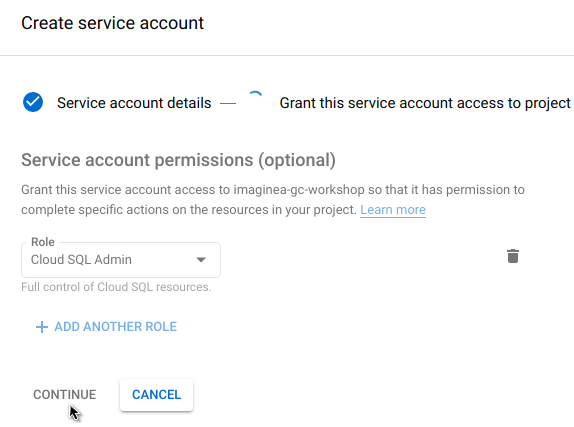 Create service account
Service account details — Grant this service account access to project
Service account permissions (optional)
Grant this service account access to imaginea-gc-workshop so that it has permission to
complete specific actions on the resources in your project. Learn more
Role
Cloud SQL Admin
Full control of Cloud SQL resources.
+ ADD ANOTHER ROLE
CONTINUE CANCEL